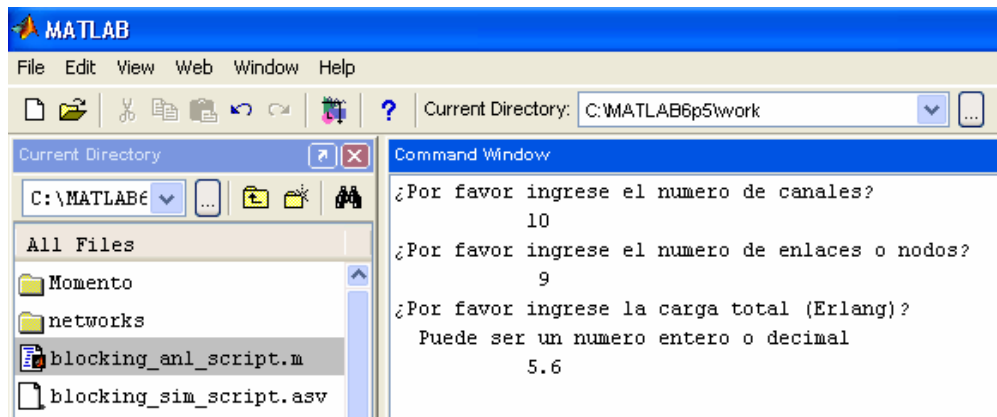 MATLAB
File Edit View Web Window Help
? Current Directory: C:\MATLAB6p5\work ...
Current Directory
C:\MATLAB6 ...
All Files
Momento
networks
blocking_anl_script.m
blocking_sim_script.asv
Command Window
¿Por favor ingrese el numero de canales?
10
¿Por favor ingrese el numero de enlaces o nodos?
9
¿Por favor ingrese la carga total (Erlang)?
Puede ser un numero entero o decimal
5.6